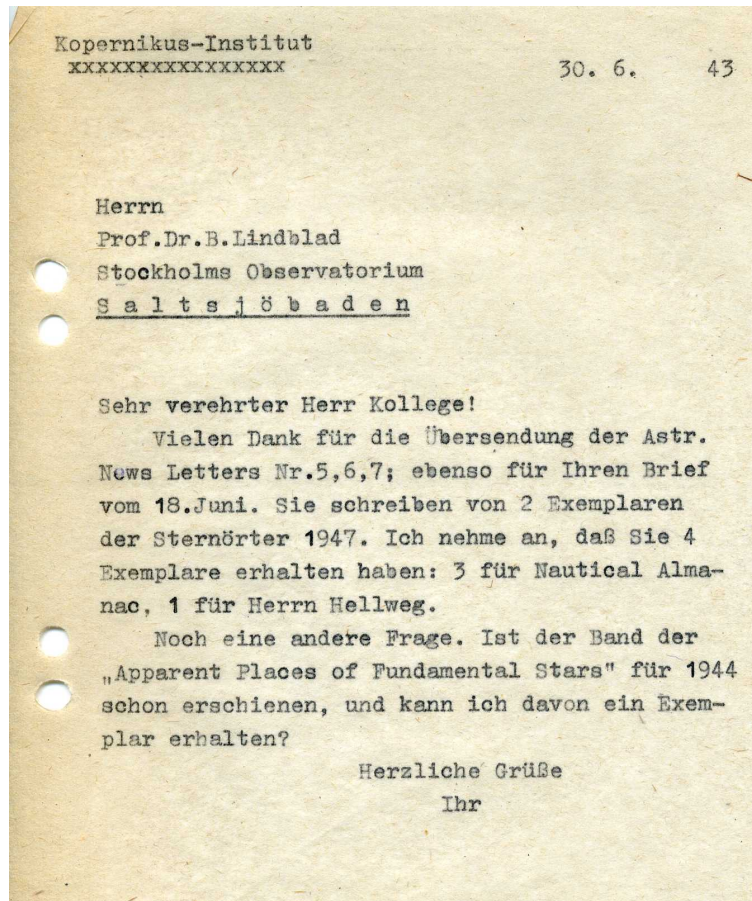 Kopernikus-Institut
xxxxxxxxxxxxxxxx
30. 6. 43
Herrn
Prof.Dr.B.Lindblad
Stockholms Observatorium
S a l t s j ö b a d e n
Sehr verehrter Herr Kollege!
Vielen Dank für die Übersendung der Astr.
News Letters Nr.5,6,7; ebenso für Ihren Brief
vom 18.Juni. Sie schreiben von 2 Exemplaren
der Sternörter 1947. Ich nehme an, daß Sie 4
Exemplare erhalten haben: 3 für Nautical Alma-
nac, 1 für Herrn Hellweg.
Noch eine andere Frage. Ist der Band der
„Apparent Places of Fundamental Stars" für 1944
schon erschienen, und kann ich davon ein Exem-
plar erhalten?
Herzliche Grüße
Ihr